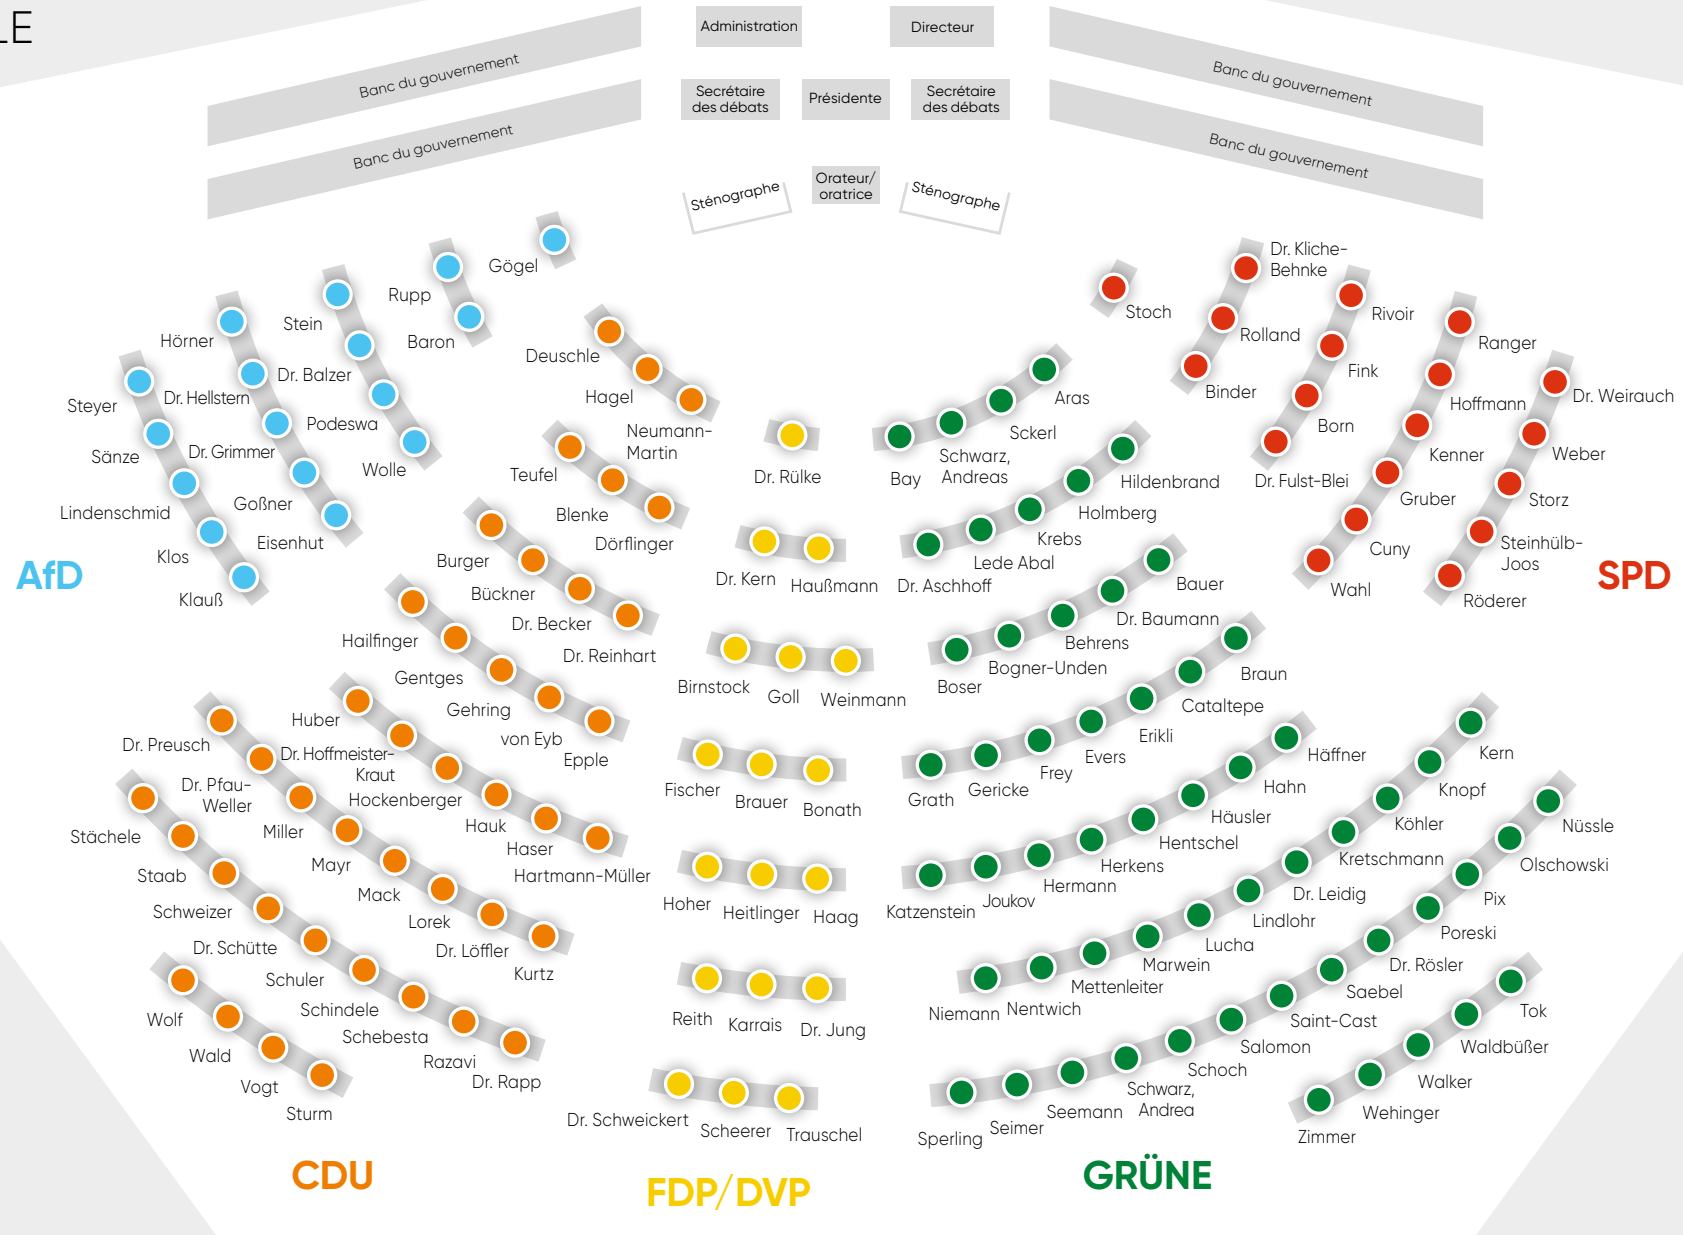 LE
Administration
Directeur
Banc du gouvernement
Banc du gouvernement
Secrétaire
des débats
Présidente
Secrétaire
des débats
Banc du gouvernement
Banc du gouvernement
Orateur/
oratrice
Sténographe
Sténographe
Gögel
Rupp
Baron
Stein
Dr. Balzer
Podeswa
Wolle
Hörner
Dr. Hellstern
Dr. Grimmer
Goßner
Eisenhut
Steyer
Sänze
Lindenschmid
Klos
Klauß
AfD
Deuschle
Hagel
Neumann-
Martin
Teufel
Blenke
Dörflinger
Burger
Bückner
Dr. Becker
Dr. Reinhart
Hailfinger
Gentges
Gehring
von Eyb
Epple
Huber
Dr. Hoffmeister-
Kraut
Hockenberger
Hauk
Haser
Hartmann-Müller
Dr. Preusch
Dr. Pfau-
Weller
Miller
Mayr
Mack
Lorek
Dr. Löffler
Kurtz
Stächele
Staab
Schweizer
Dr. Schütte
Schuler
Schindele
Schebesta
Razavi
Dr. Rapp
Wolf
Wald
Vogt
Sturm
CDU
Dr. Rülke
Dr. Kern
Haußmann
Birnstock
Goll
Weinmann
Fischer
Brauer
Bonath
Hoher
Heitlinger
Haag
Reith
Karrais
Dr. Jung
Dr. Schweickert
Scheerer
Trauschel
FDP/DVP
Bay
Schwarz,
Andreas
Sckerl
Aras
Dr. Aschhoff
Lede Abal
Krebs
Holmberg
Hildenbrand
Boser
Bogner-Unden
Behrens
Dr. Baumann
Bauer
Grath
Gericke
Frey
Evers
Erikli
Cataltepe
Braun
Katzenstein
Joukov
Hermann
Herkens
Hentschel
Häusler
Hahn
Häffner
Niemann
Nentwich
Mettenleiter
Marwein
Lucha
Lindlohr
Dr. Leidig
Kretschmann
Köhler
Knopf
Kern
Sperling
Seimer
Seemann
Schwarz,
Andrea
Schoch
Salomon
Saint-Cast
Saebel
Dr. Rösler
Poreski
Pix
Olschowski
Nüssle
Zimmer
Wehinger
Walker
Waldbüßer
Tok
GRÜNE
Stoch
Dr. Kliche-
Behnke
Rolland
Binder
Rivoir
Fink
Born
Dr. Fulst-Blei
Ranger
Hoffmann
Kenner
Gruber
Cuny
Wahl
Dr. Weirauch
Weber
Storz
Steinhülb-
Joos
Röderer
SPD